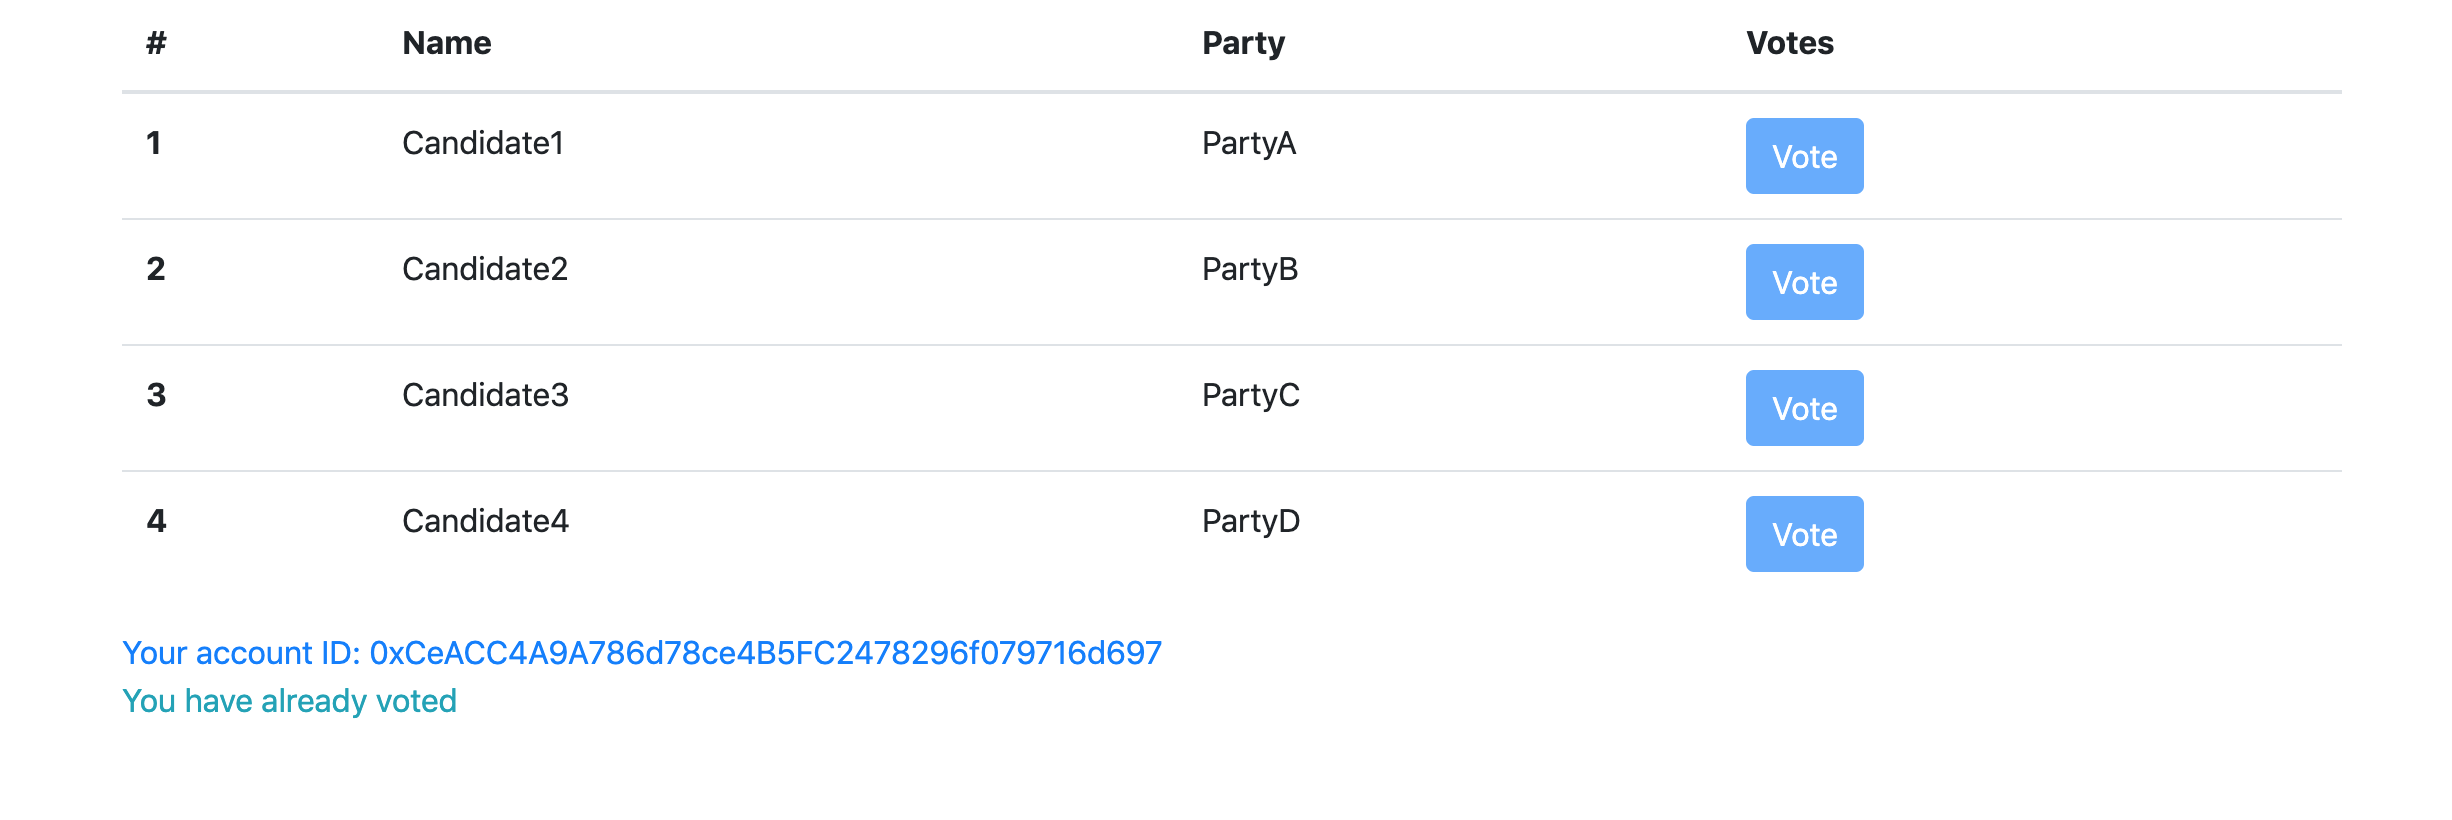 # Name Party Votes
1 Candidate1 PartyA Vote
2 Candidate2 PartyB Vote
3 Candidate3 PartyC Vote
4 Candidate4 PartyD Vote
Your account ID: 0xCeACC4A9A786d78ce4B5FC2478296f079716d697
You have already voted